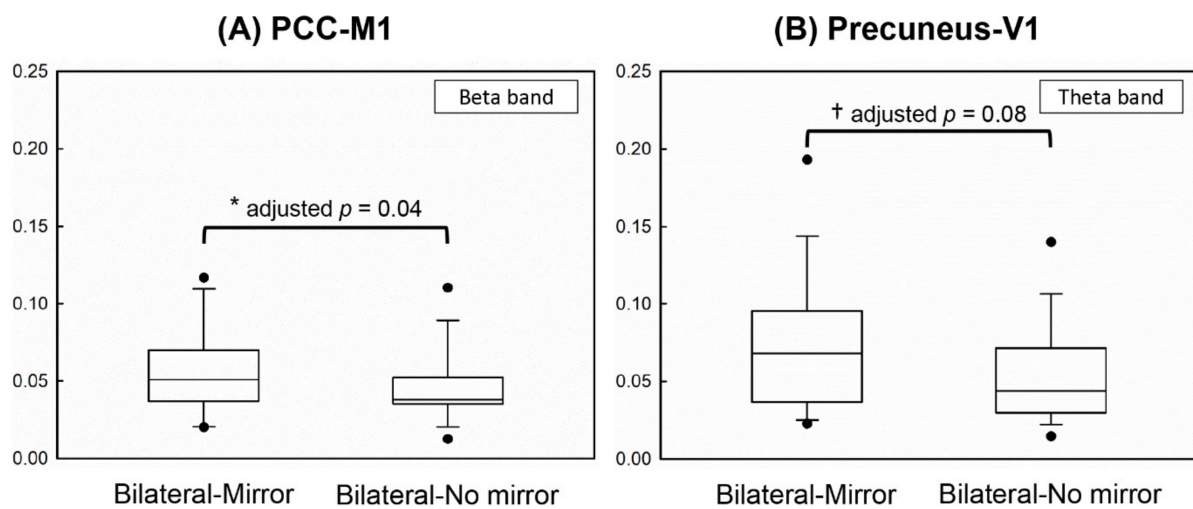 (A) PCC-M1
0.25
0.20
0.15
0.10
0.05
0.00
Beta band
* adjusted p = 0.04
Bilateral-Mirror
Bilateral-No mirror
(B) Precuneus-V1
0.25
0.20
0.15
0.10
0.05
0.00
Theta band
† adjusted p = 0.08
Bilateral-Mirror
Bilateral-No mirror